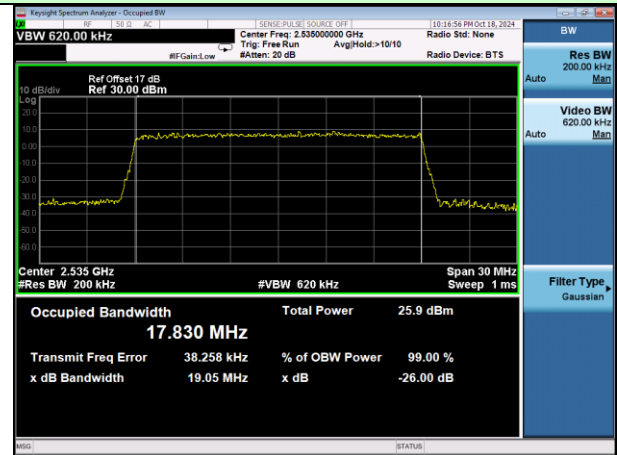 Keysight Spectrum Analyzer - Occupied BW
RF 50 Ω AC SENSE:PULSE SOURCE OFF 10:16:56 PM Oct 18, 2024
VBW 620.00 kHz Center Freq: 2.535000000 GHz Radio Std: None
Trig: Free Run Avg|Hold:>10/10
#IFGain:Low #Atten: 20 dB Radio Device: BTS
Ref Offset 17 dB
10 dB/div Ref 30.00 dBm
Log
20.0
10.0
0.00
-10.0
-20.0
-30.0
-40.0
-50.0
-60.0
Center 2.535 GHz Span 30 MHz
#Res BW 200 kHz #VBW 620 kHz Sweep 1 ms
Occupied Bandwidth Total Power 25.9 dBm
17.830 MHz
Transmit Freq Error 38.258 kHz % of OBW Power 99.00 %
x dB Bandwidth 19.05 MHz x dB -26.00 dB
MSG STATUS
BW
Res BW
200.00 kHz
Auto Man
Video BW
620.00 kHz
Auto Man
Filter Type
Gaussian